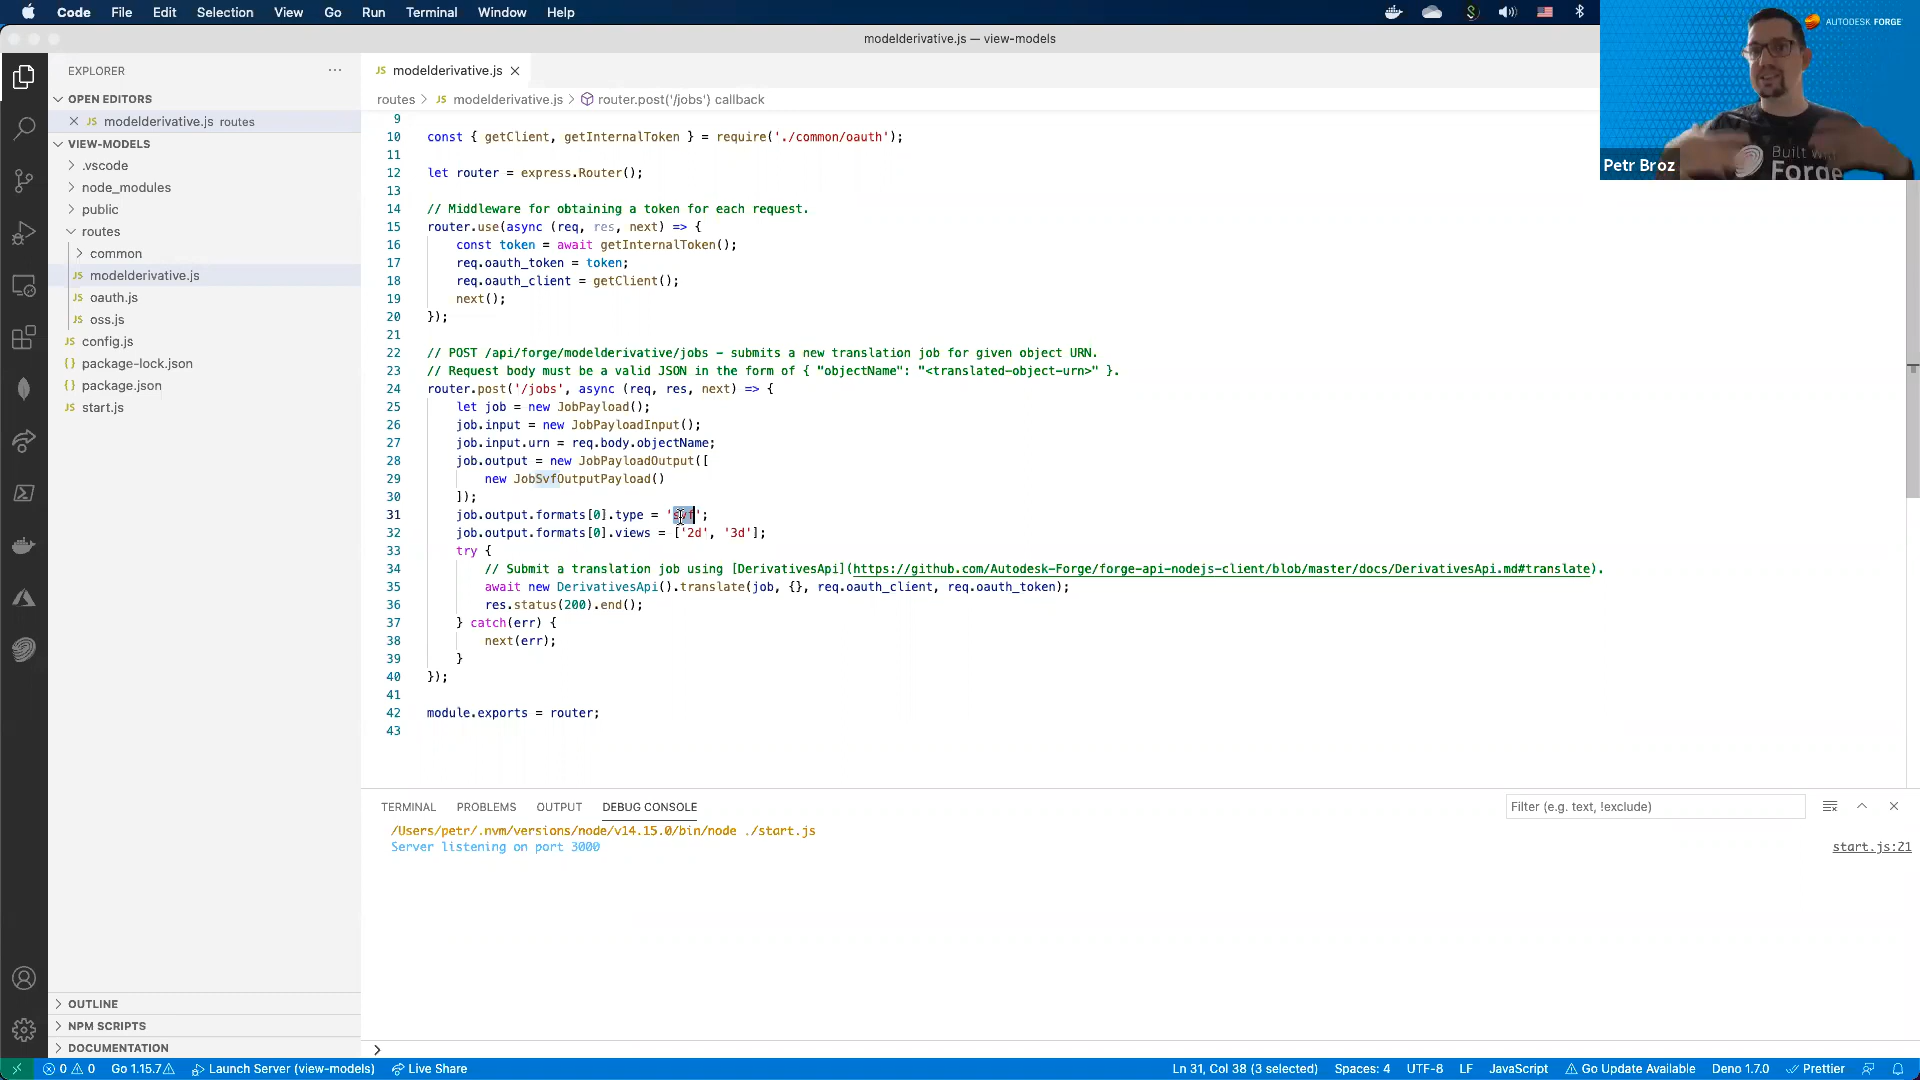 Code File Edit Selection View Go Run Terminal Window Help
modelderivative.js — view-models
AUTODESK FORGE
Built wi
Forge
Petr Broz
EXPLORER
OPEN EDITORS
JS modelderivative.js routes
VIEW-MODELS
.vscode
node_modules
public
routes
common
JS modelderivative.js
JS oauth.js
JS oss.js
JS config.js
{} package-lock.json
{} package.json
JS start.js
OUTLINE
NPM SCRIPTS
DOCUMENTATION
JS modelderivative.js
routes > JS modelderivative.js > router.post('/jobs') callback
9
10 const { getClient, getInternalToken } = require('./common/oauth');
11
12 let router = express.Router();
13
14 // Middleware for obtaining a token for each request.
15 router.use(async (req, res, next) => {
16 const token = await getInternalToken();
17 req.oauth_token = token;
18 req.oauth_client = getClient();
19 next();
20 });
21
22 // POST /api/forge/modelderivative/jobs - submits a new translation job for given object URN.
23 // Request body must be a valid JSON in the form of { "objectName": "<translated-object-urn>" }.
24 router.post('/jobs', async (req, res, next) => {
25 let job = new JobPayload();
26 job.input = new JobPayloadInput();
27 job.input.urn = req.body.objectName;
28 job.output = new JobPayloadOutput([
29 new JobSvfOutputPayload()
30 ]);
31 job.output.formats[0].type = 'svf';
32 job.output.formats[0].views = ['2d', '3d'];
33 try {
34 // Submit a translation job using [DerivativesApi](https://github.com/Autodesk-Forge/forge-api-nodejs-client/blob/master/docs/DerivativesApi.md#translate).
35 await new DerivativesApi().translate(job, {}, req.oauth_client, req.oauth_token);
36 res.status(200).end();
37 } catch(err) {
38 next(err);
39 }
40 });
41
42 module.exports = router;
43
TERMINAL PROBLEMS OUTPUT DEBUG CONSOLE
Filter (e.g. text, !exclude)
/Users/petr/.nvm/versions/node/v14.15.0/bin/node ./start.js
Server listening on port 3000 start.js:21
0 0 Go 1.15.7 Launch Server (view-models) Live Share Ln 31, Col 38 (3 selected) Spaces: 4 UTF-8 LF JavaScript Go Update Available Deno 1.7.0 Prettier